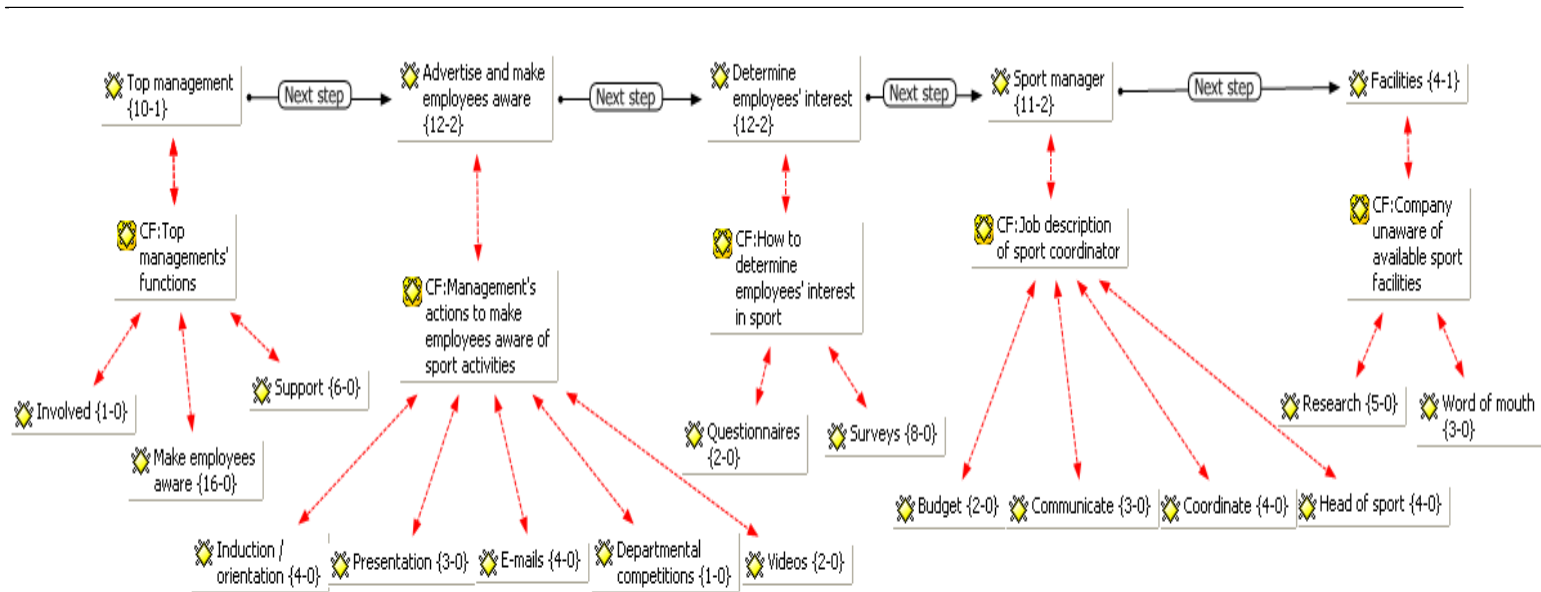 Top management
{10-1}
Next step
Advertise and make
employees aware
{12-2}
Next step
Determine
employees' interest
{12-2}
Next step
Sport manager
{11-2}
Next step
Facilities {4-1}
CF:Top
managements'
functions
CF:Management's
actions to make
employees aware of
sport activities
CF:How to
determine
employees' interest
in sport
CF:Job description
of sport coordinator
CF:Company
unaware of
available sport
facilities
Involved {1-0}
Make employees
aware {16-0}
Support {6-0}
Induction /
orientation {4-0}
Presentation {3-0}
E-mails {4-0}
Departmental
competitions {1-0}
Videos {2-0}
Questionnaires
{2-0}
Surveys {8-0}
Budget {2-0}
Communicate {3-0}
Coordinate {4-0}
Head of sport {4-0}
Research {5-0}
Word of mouth
{3-0}